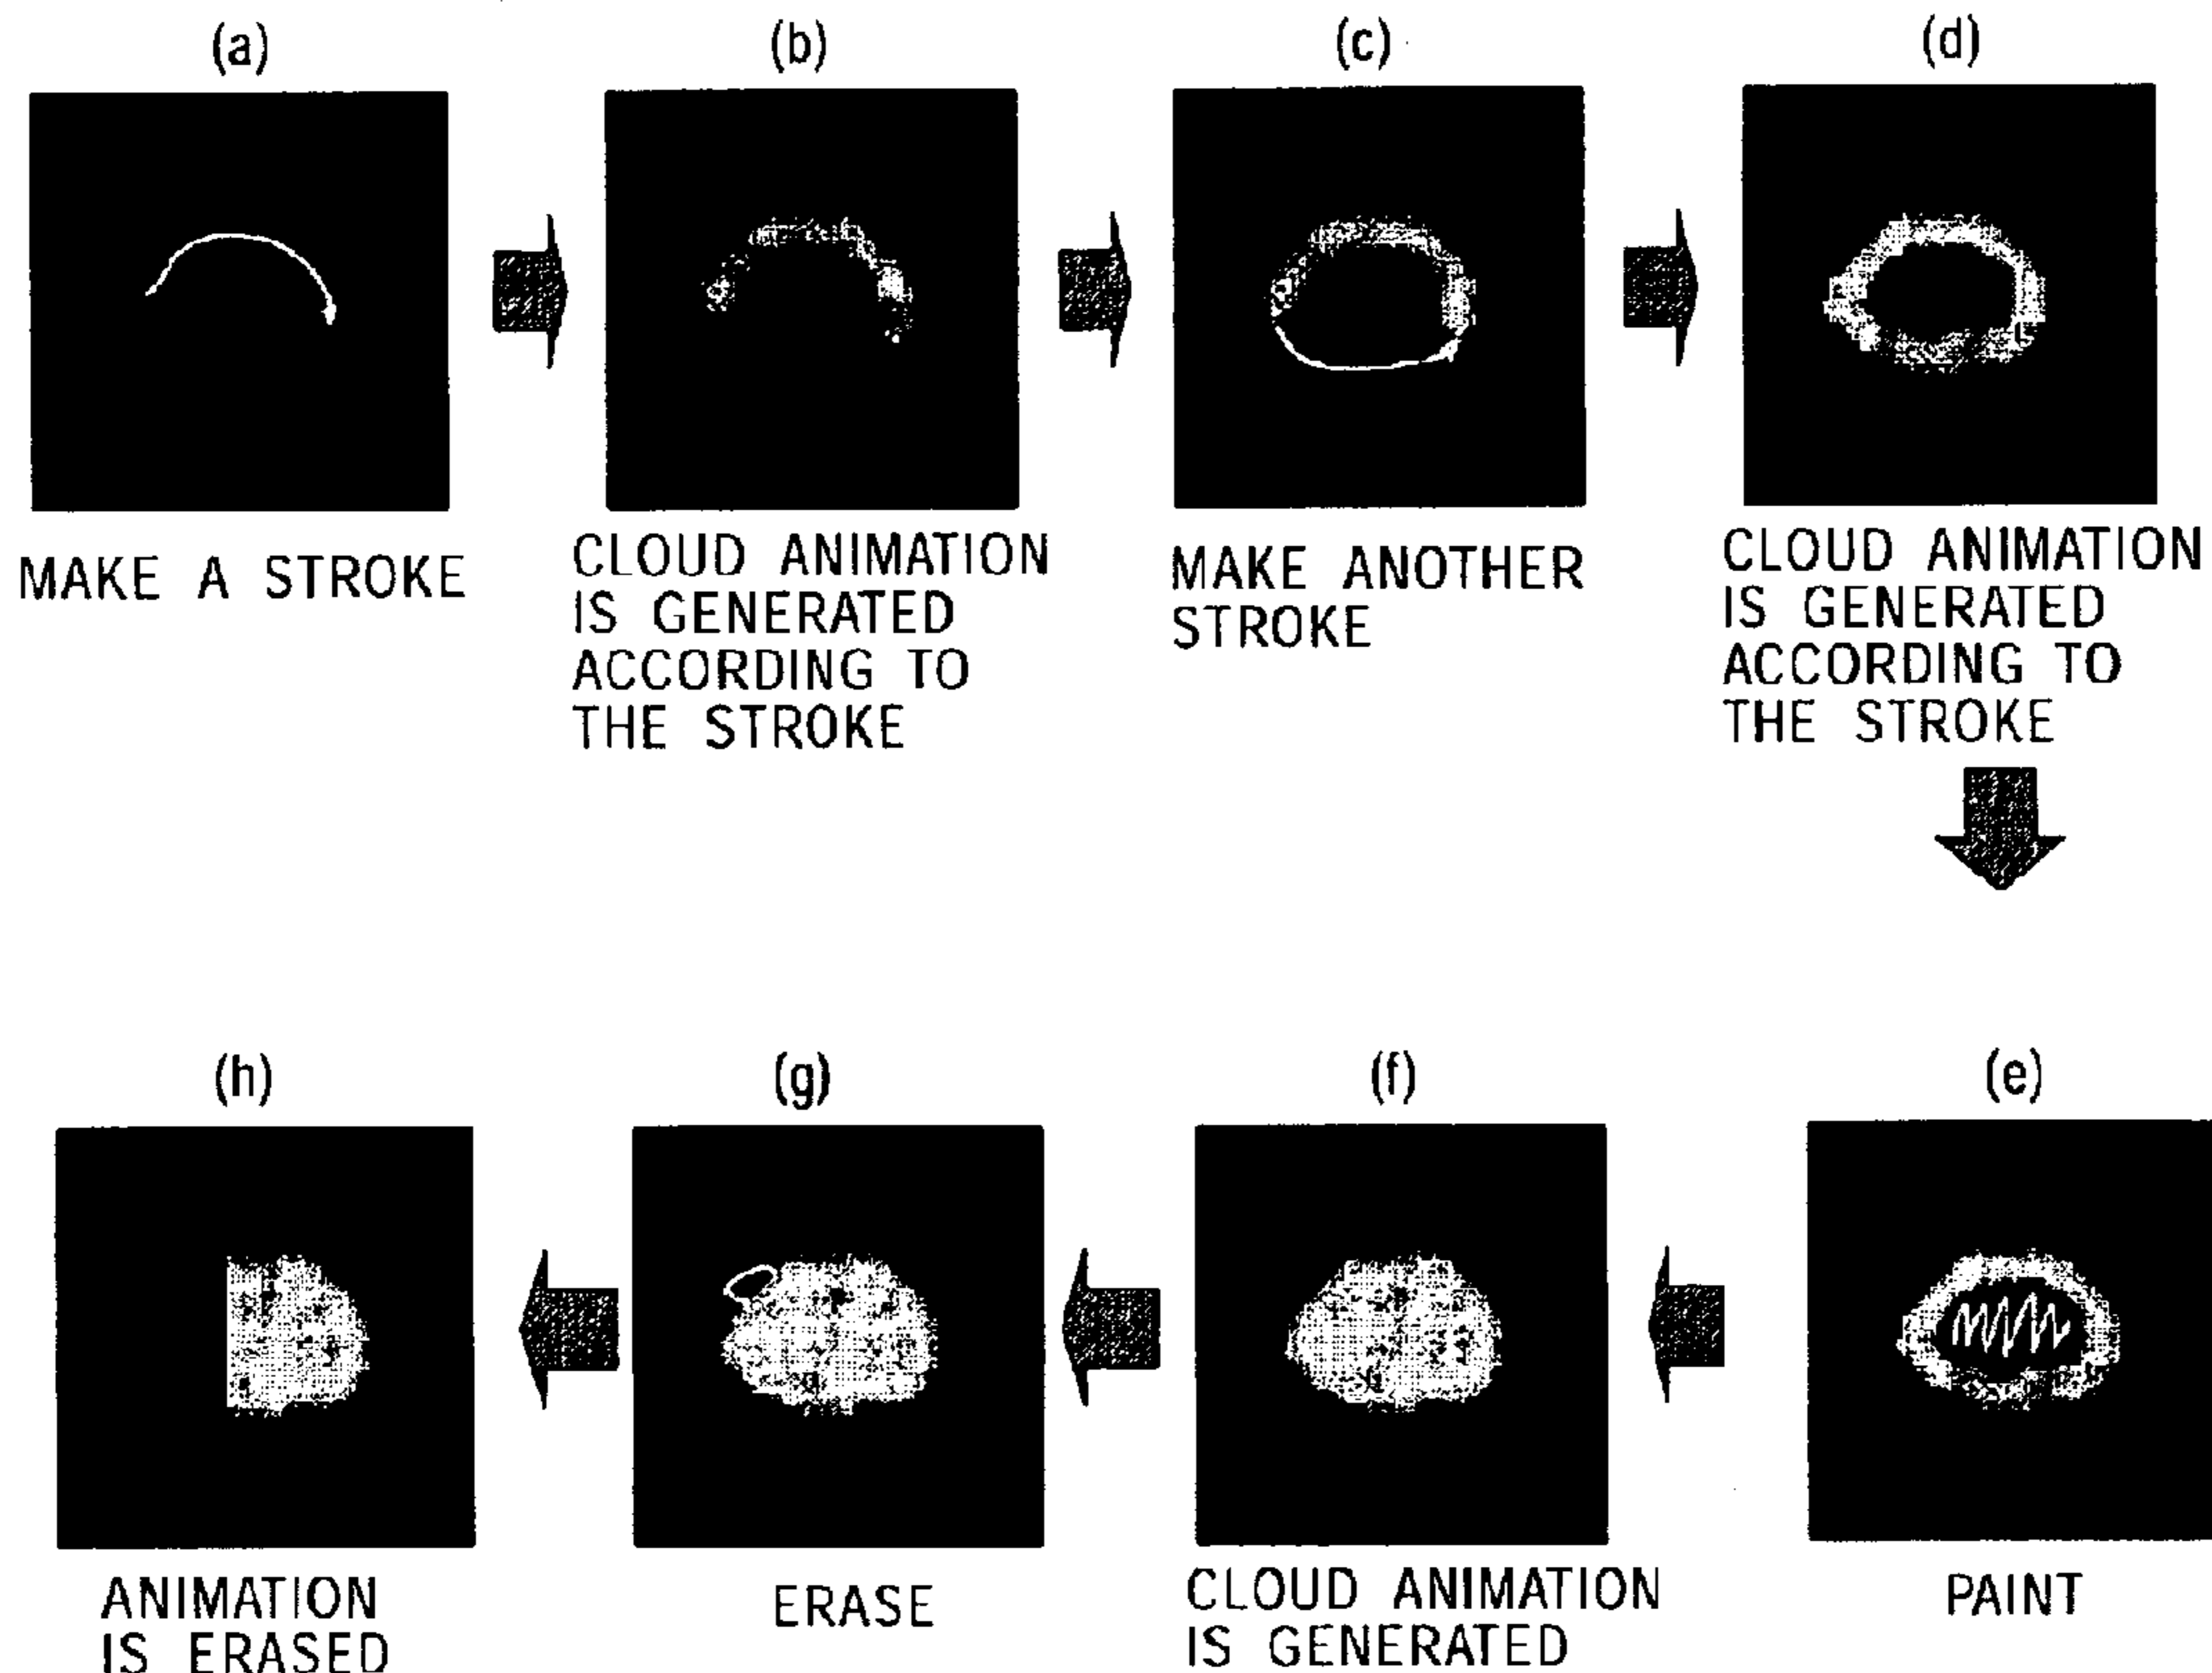 (a)
MAKE A STROKE
(b)
CLOUD ANIMATION
IS GENERATED
ACCORDING TO
THE STROKE
(c)
MAKE ANOTHER
STROKE
(d)
CLOUD ANIMATION
IS GENERATED
ACCORDING TO
THE STROKE
(e)
PAINT
(f)
CLOUD ANIMATION
IS GENERATED
(g)
ERASE
(h)
ANIMATION
IS ERASED